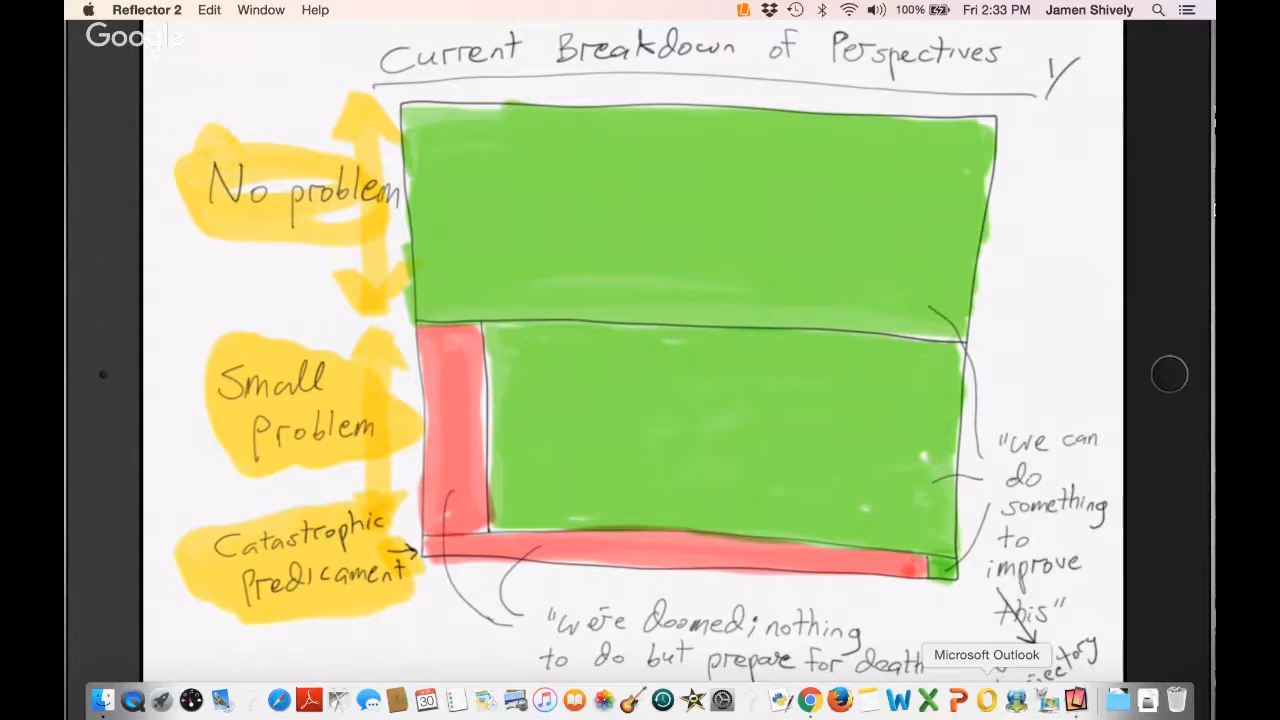 Reflector 2 Edit Window Help 100% Fri 2:33 PM Jamen Shively
Google
Current Breakdown of Perspectives
No problem
Small
problem
Catastrophic
predicament
"We can
do
something
to
improve
this"
"We're doomed; nothing
to do but prepare for death
Microsoft Outlook
30